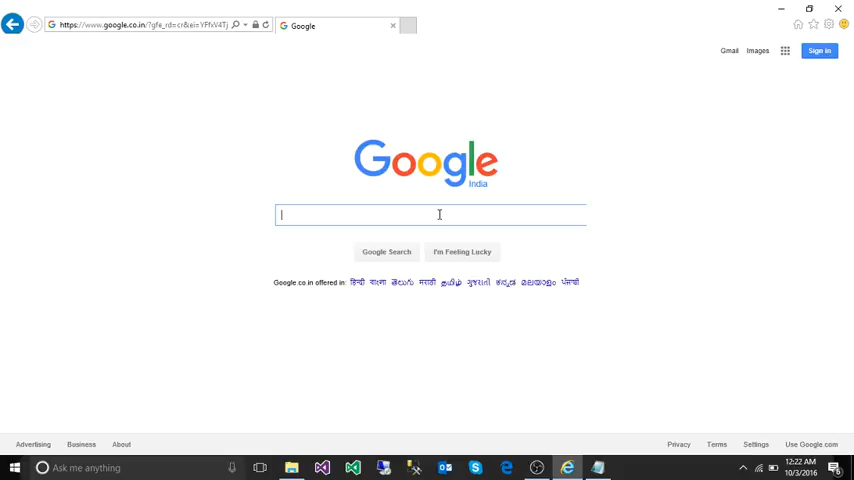 https://www.google.co.in/?gfe_rd=cr&ei=YPfxV4Tj
Google
Gmail Images Sign in
Google
India
Google Search I'm Feeling Lucky
Google.co.in offered in: हिन्दी বাংলা తెలుగు मराठी தமிழ் ગુજરાતી ಕನ್ನಡ മലയാളം ਪੰਜਾਬੀ
Advertising Business About Privacy Terms Settings Use Google.com
Ask me anything
12:22 AM
10/3/2016